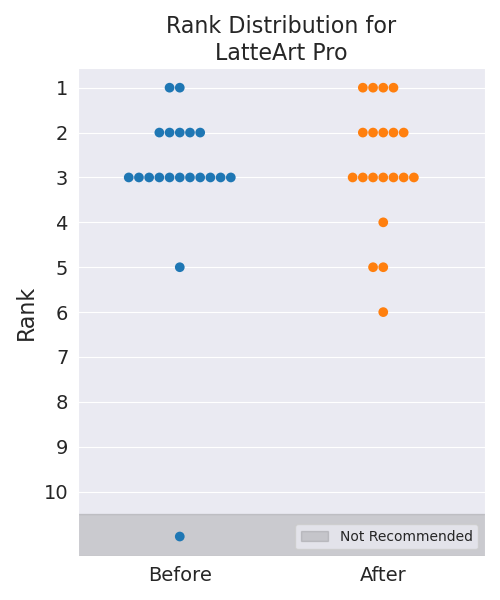 Rank Distribution for
LatteArt Pro
Rank
1
2
3
4
5
6
7
8
9
10
Not Recommended
Before
After